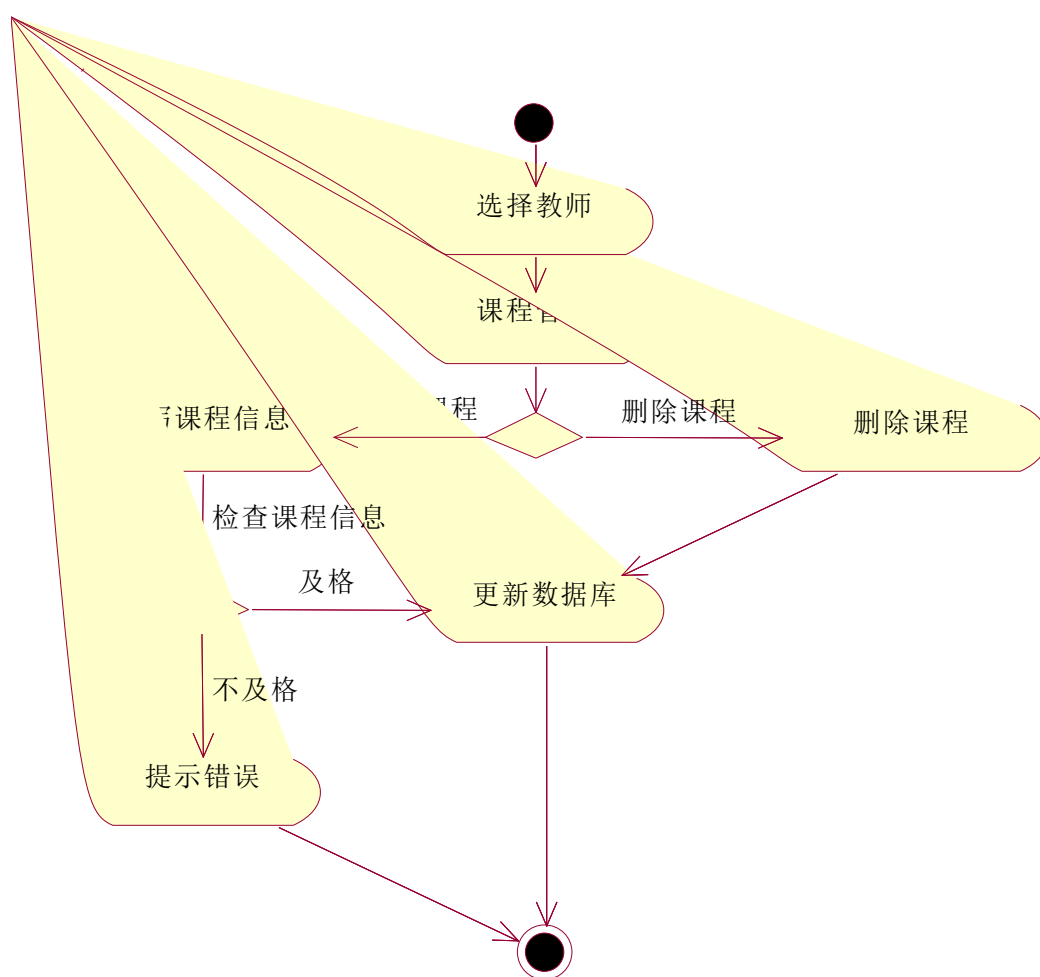 选择教师
课程
课程信息
程
删除课程
删除课程
检查课程信息
及格
更新数据库
不及格
提示错误